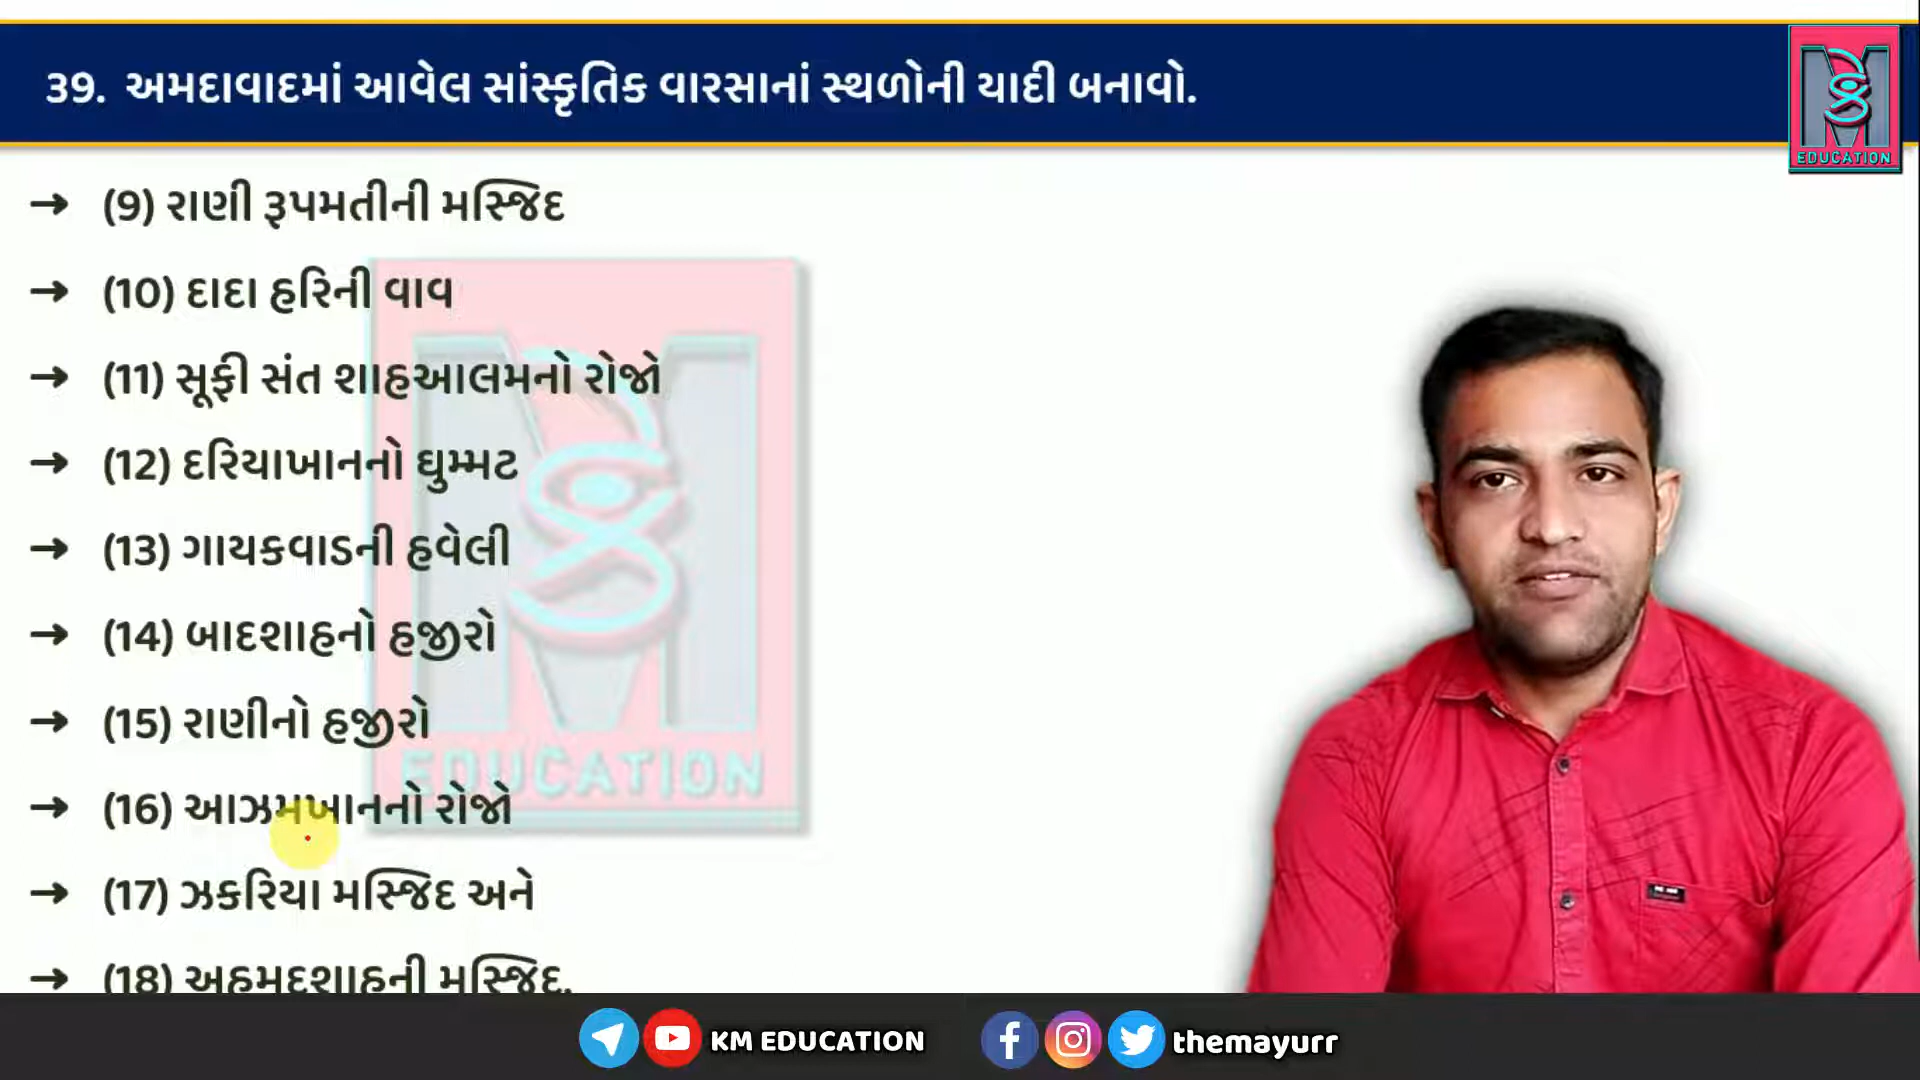 39. અમદાવાદમાં આવેલ સાંસ્કૃતિક વારસાનાં સ્થળોની યાદી બનાવો.
EDUCATION
→ (9) રાણી રૂપમતીની મસ્જિદ
→ (10) દાદા હરિની વાવ
→ (11) સૂફી સંત શાહઆલમનો રોજો
→ (12) દરિયાખાનનો ઘુમ્મટ
→ (13) ગાયકવાડની હવેલી
→ (14) બાદશાહનો હજીરો
→ (15) રાણીનો હજીરો
EDUCATION
→ (16) આઝમખાનનો રોજો
→ (17) ઝકરિયા મસ્જિદ અને
→ (18) અહમદશાહની મસ્જિદ.
KM EDUCATION
themayurr